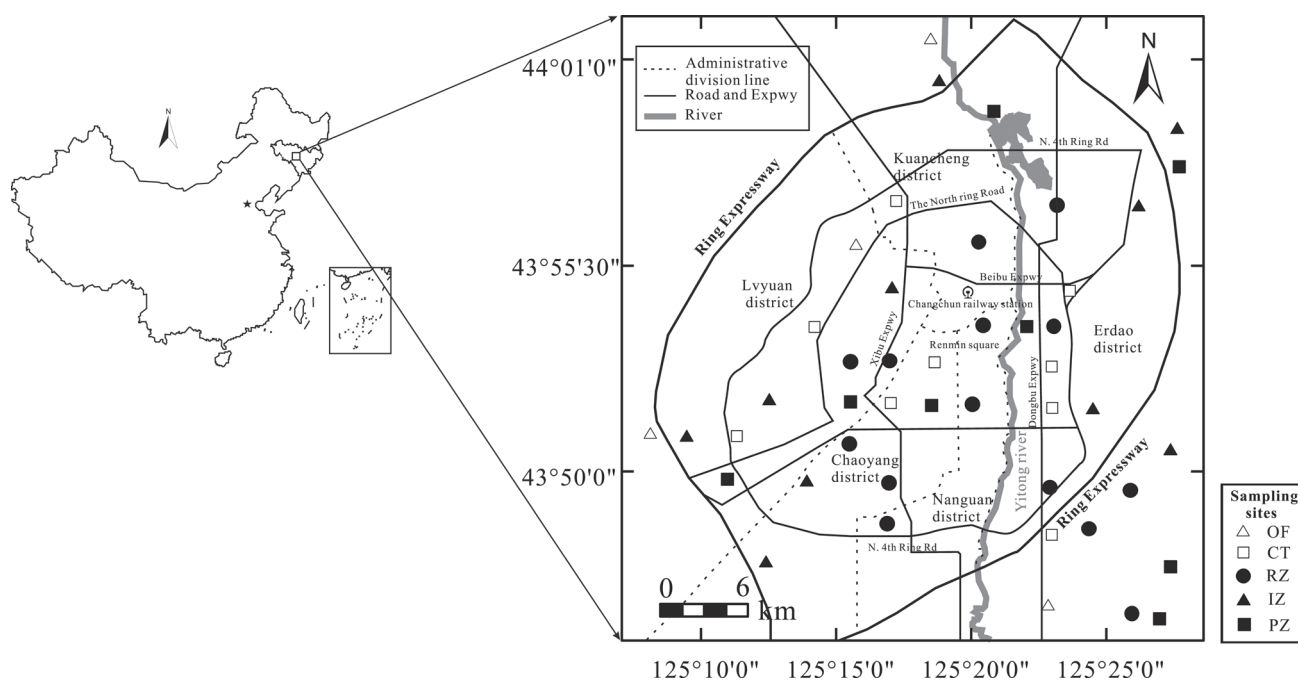 N
Administrative
division line
Road and Expwy
River
N
44°01'0"
43°55'30"
43°50'0"
N. 4th Ring Rd
Kuancheng
district
The North ring Road
Ring Expressway
Beibu Expwy
Lvyuan
district
Changchun railway station
Xibu Expwy
Renmin square
Erdao
district
Dongbu Expwy
Chaoyang
district
Yitong river
Nanguan
district
Ring Expressway
N. 4th Ring Rd
0 6
km
125°10'0" 125°15'0" 125°20'0" 125°25'0"
Sampling
sites
OF
CT
RZ
IZ
PZ